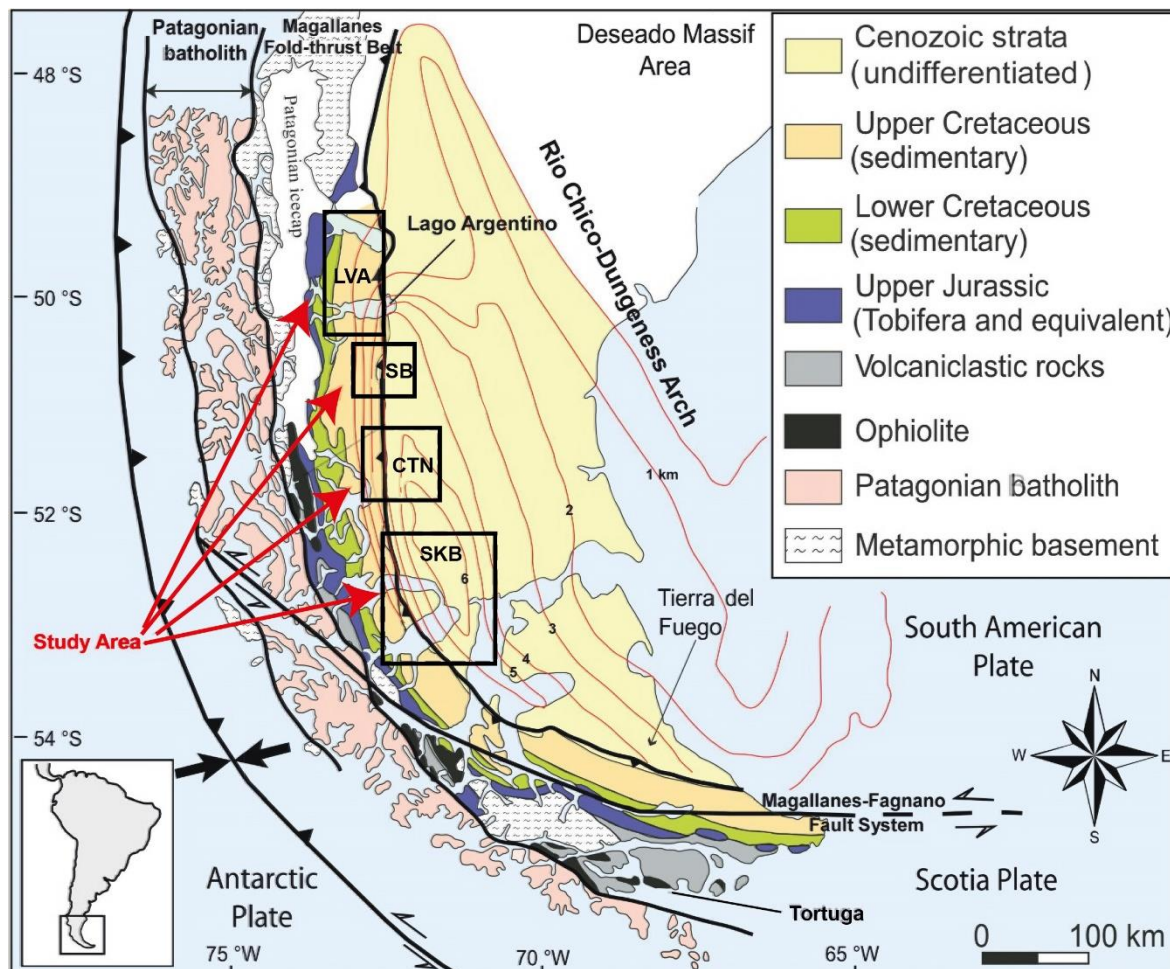 Patagonian
batholith
Magallanes
Fold-thrust Belt
Deseado Massif
Area
48 °S
50 °S
52 °S
54 °S
Patagonian icecap
Rio Chico-Dungeness Arch
Lago Argentino
LVA
SB
CTN
SKB
1 km
2
3
4
5
6
Study Area
Tierra del
Fuego
South American
Plate
N
W
E
S
Magallanes-Fagnano
Fault System
Antarctic
Plate
Scotia Plate
Tortuga
75 °W
70 °W
65 °W
0
100 km
Cenozoic strata
(undifferentiated)
Upper Cretaceous
(sedimentary)
Lower Cretaceous
(sedimentary)
Upper Jurassic
(Tobifera and equivalent)
Volcaniclastic rocks
Ophiolite
Patagonian batholith
Metamorphic basement